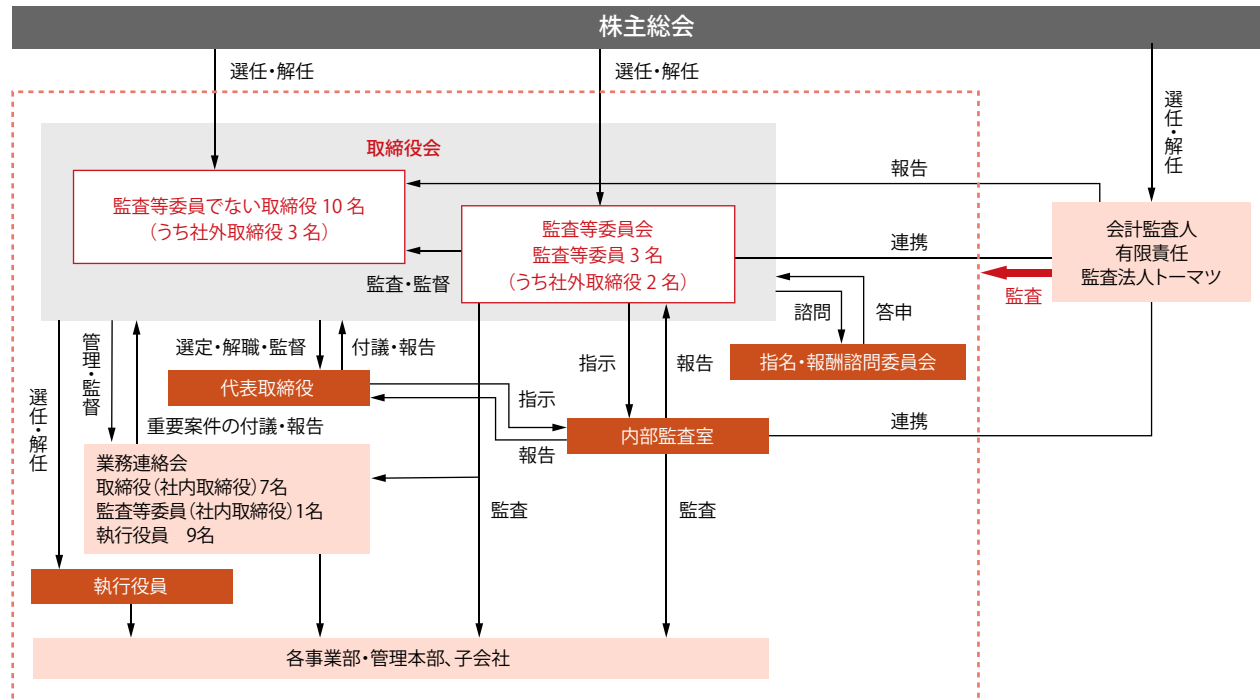 株主総会
選任・解任
選任・解任
選任・解任
取締役会
監査等委員でない取締役 10 名
（うち社外取締役 3 名）
監査等委員会
監査等委員 3 名
（うち社外取締役 2 名）
報告
連携
会計監査人
有限責任
監査法人トーマツ
監査
監査・監督
諮問
答申
指名・報酬諮問委員会
選定・解職・監督
付議・報告
管理・監督
選任・解任
代表取締役
指示
報告
指示
報告
内部監査室
連携
重要案件の付議・報告
業務連絡会
取締役（社内取締役）7名
監査等委員（社内取締役）1名
執行役員　9名
監査
監査
執行役員
各事業部・管理本部、子会社